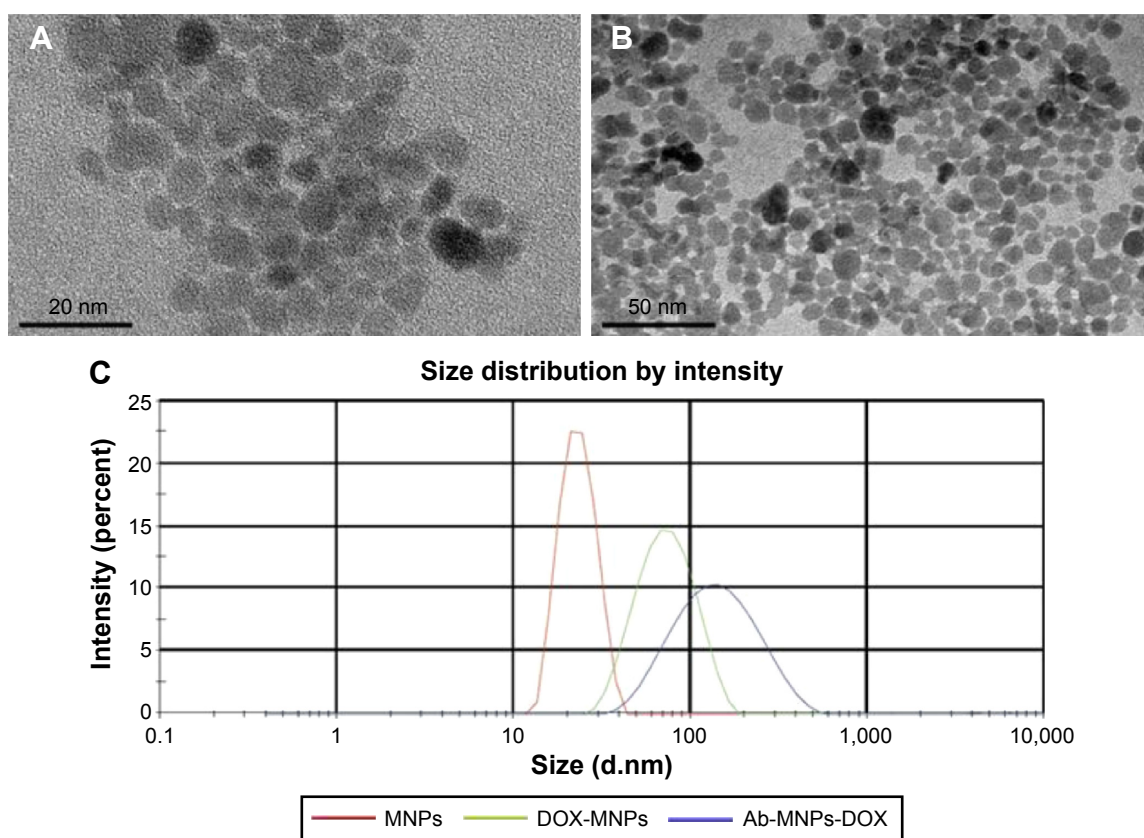 A
B
20 nm
50 nm
C
Size distribution by intensity
Intensity (percent)
25
20
15
10
5
0
0.1
1
10
100
1,000
10,000
Size (d.nm)
MNPs
DOX-MNPs
Ab-MNPs-DOX